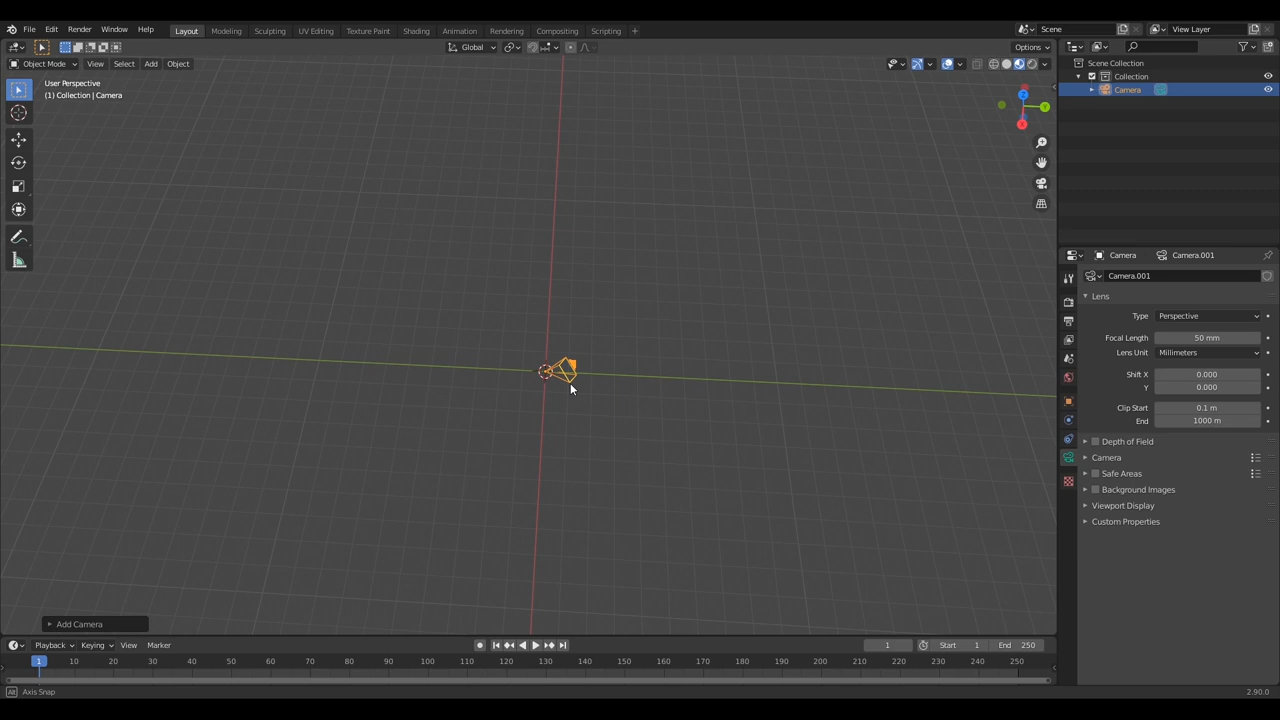 File Edit Render Window Help Layout Modeling Sculpting UV Editing Texture Paint Shading Animation Rendering Compositing Scripting + Scene View Layer
Global Options
Object Mode View Select Add Object
Scene Collection
Collection
Camera
User Perspective
(1) Collection | Camera
Z
Y
X
Camera Camera.001
Camera.001
Lens
Type Perspective
Focal Length 50 mm
Lens Unit Millimeters
Shift X 0.000
Y 0.000
Clip Start 0.1 m
End 1000 m
Depth of Field
Camera
Safe Areas
Background Images
Viewport Display
Custom Properties
Add Camera
Playback Keying View Marker 1 Start 1 End 250
1 10 20 30 40 50 60 70 80 90 100 110 120 130 140 150 160 170 180 190 200 210 220 230 240 250
Alt Axis Snap 2.90.0